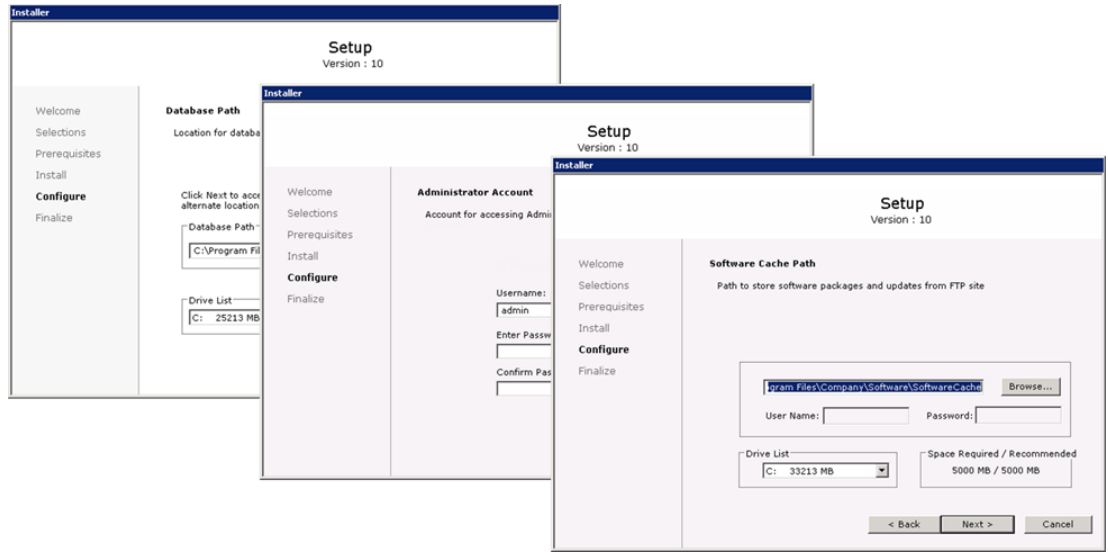 Installer
Setup
Version : 10
Welcome
Selections
Prerequisites
Install
Configure
Finalize
Database Path
Location for databa
Click Next to acce
alternate location
Database Path
C:\Program Fil
Drive List
C: 25213 MB
Installer
Setup
Version : 10
Welcome
Selections
Prerequisites
Install
Configure
Finalize
Administrator Account
Account for accessing Admi
Username:
admin
Enter Passw
Confirm Pas
Installer
Setup
Version : 10
Welcome
Selections
Prerequisites
Install
Configure
Finalize
Software Cache Path
Path to store software packages and updates from FTP site
gram Files\Company\Software\SoftwareCache
Browse...
User Name:
Password:
Drive List
C: 33213 MB
Space Required / Recommended
5000 MB / 5000 MB
< Back
Next >
Cancel